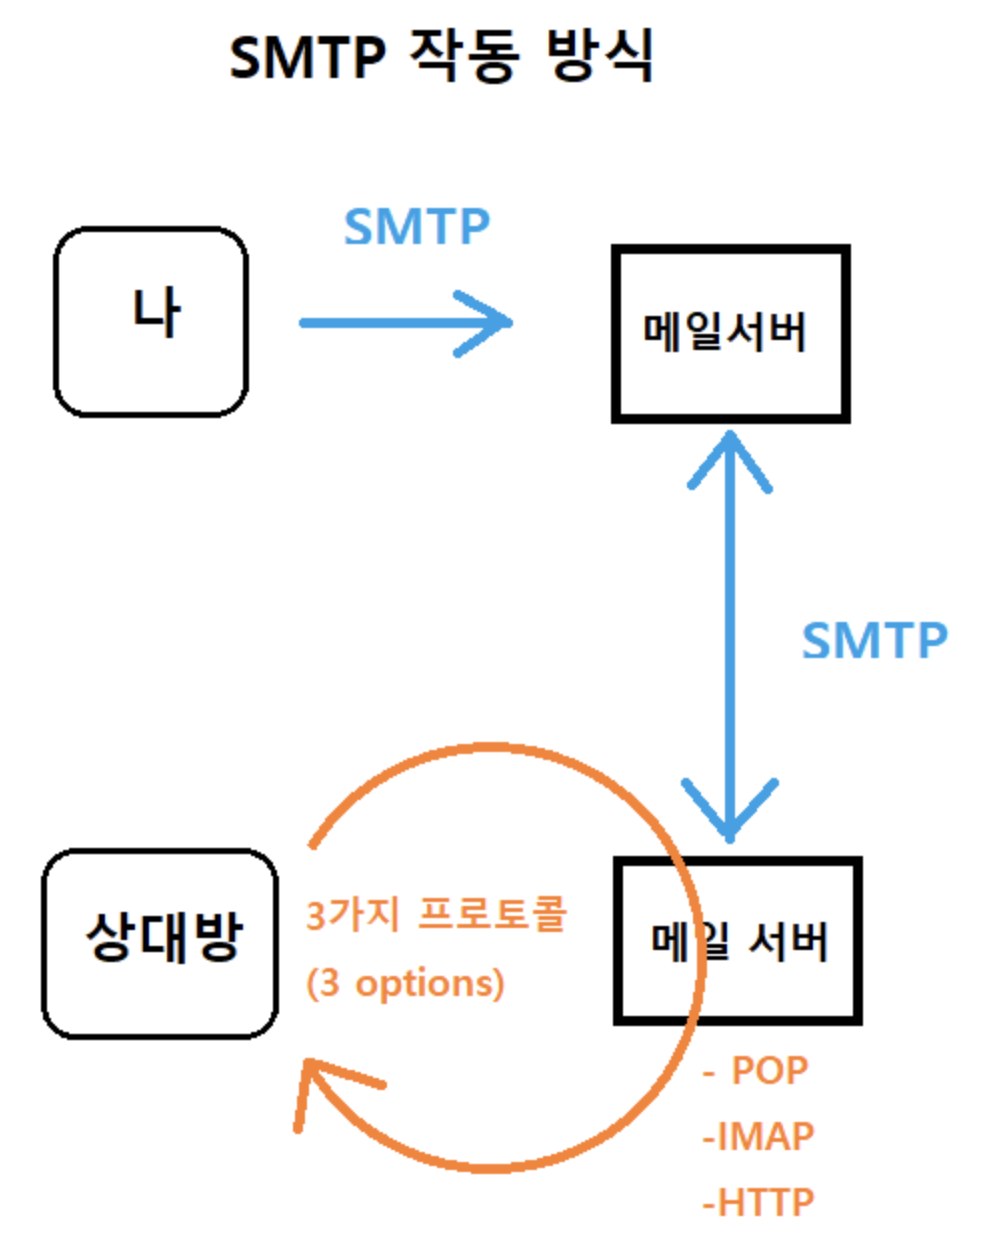 SMTP 작동 방식
SMTP
나
메일서버
SMTP
상대방
3가지 프로토콜
(3 options)
메일 서버
- POP
-IMAP
-HTTP